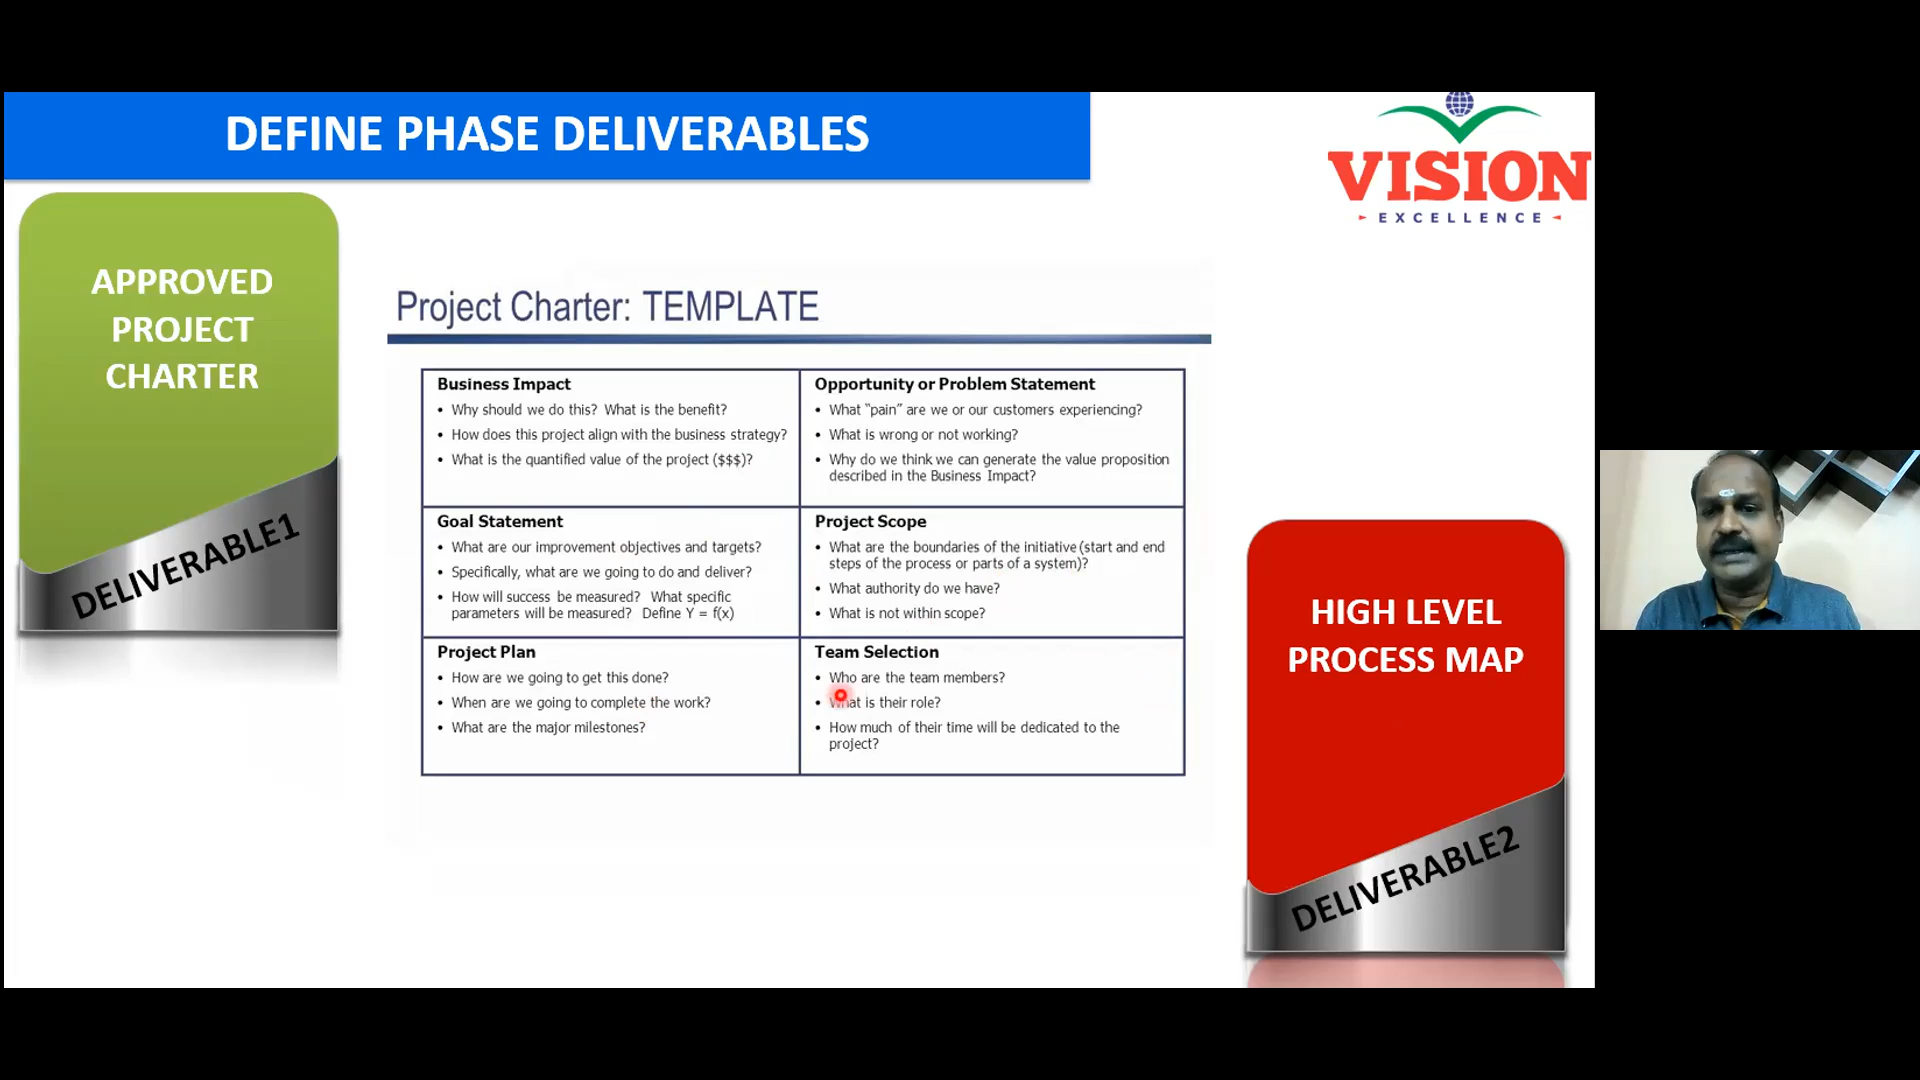 DEFINE PHASE DELIVERABLES
VISION
EXCELLENCE
APPROVED
PROJECT
CHARTER
DELIVERABLE1
Project Charter: TEMPLATE
Business Impact
• Why should we do this? What is the benefit?
• How does this project align with the business strategy?
• What is the quantified value of the project ($$$)?
Opportunity or Problem Statement
• What "pain" are we or our customers experiencing?
• What is wrong or not working?
• Why do we think we can generate the value proposition
described in the Business Impact?
Goal Statement
• What are our improvement objectives and targets?
• Specifically, what are we going to do and deliver?
• How will success be measured? What specific
parameters will be measured? Define Y = f(x)
Project Scope
• What are the boundaries of the initiative (start and end
steps of the process or parts of a system)?
• What authority do we have?
• What is not within scope?
Project Plan
• How are we going to get this done?
• When are we going to complete the work?
• What are the major milestones?
Team Selection
• Who are the team members?
• What is their role?
• How much of their time will be dedicated to the
project?
HIGH LEVEL
PROCESS MAP
DELIVERABLE2